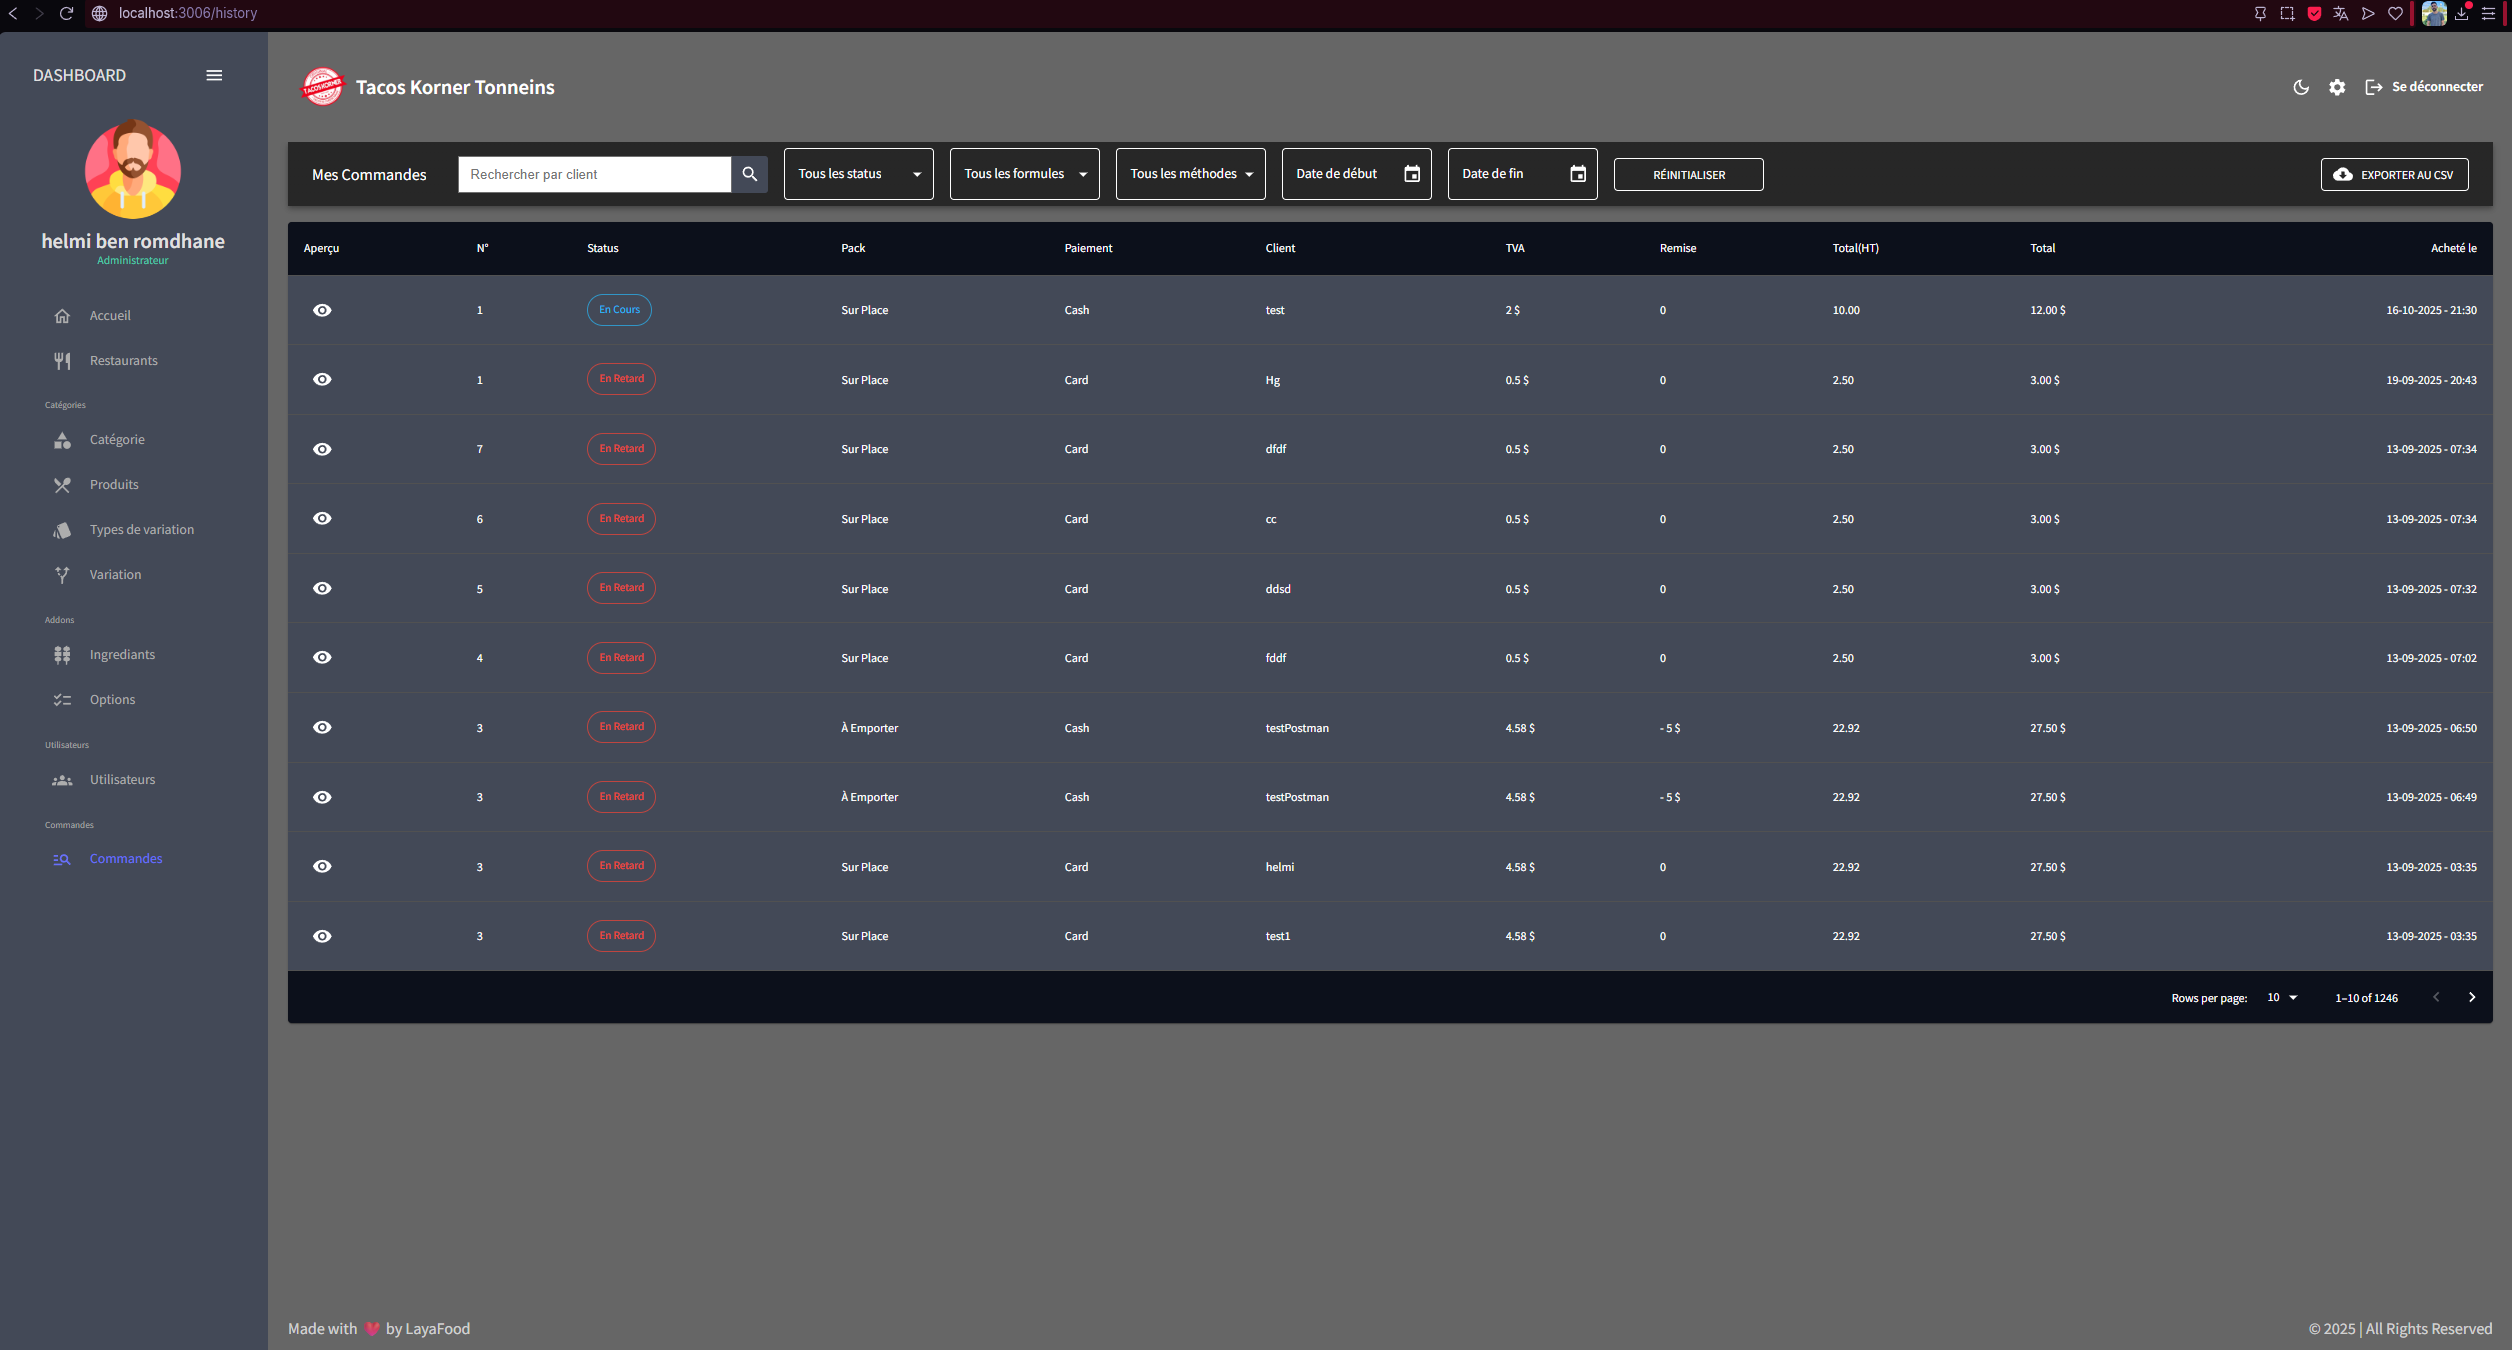 localhost:3006/history
DASHBOARD
helmi ben romdhane
Administrateur
Accueil
Restaurants
Catégories
Catégorie
Produits
Types de variation
Variation
Addons
Ingrediants
Options
Utilisateurs
Utilisateurs
Commandes
Commandes
TACOS KORNER
Tacos Korner Tonneins
Se déconnecter
Mes Commandes Rechercher par client Tous les status Tous les formules Tous les méthodes Date de début Date de fin RÉINITIALISER EXPORTER AU CSV
Aperçu N° Status Pack Paiement Client TVA Remise Total(HT) Total Acheté le
1 En Cours Sur Place Cash test 2 $ 0 10.00 12.00 $ 16-10-2025 - 21:30
1 En Retard Sur Place Card Hg 0.5 $ 0 2.50 3.00 $ 19-09-2025 - 20:43
7 En Retard Sur Place Card dfdf 0.5 $ 0 2.50 3.00 $ 13-09-2025 - 07:34
6 En Retard Sur Place Card cc 0.5 $ 0 2.50 3.00 $ 13-09-2025 - 07:34
5 En Retard Sur Place Card ddsd 0.5 $ 0 2.50 3.00 $ 13-09-2025 - 07:32
4 En Retard Sur Place Card fddf 0.5 $ 0 2.50 3.00 $ 13-09-2025 - 07:02
3 En Retard À Emporter Cash testPostman 4.58 $ - 5 $ 22.92 27.50 $ 13-09-2025 - 06:50
3 En Retard À Emporter Cash testPostman 4.58 $ - 5 $ 22.92 27.50 $ 13-09-2025 - 06:49
3 En Retard Sur Place Card helmi 4.58 $ 0 22.92 27.50 $ 13-09-2025 - 03:35
3 En Retard Sur Place Card test1 4.58 $ 0 22.92 27.50 $ 13-09-2025 - 03:35
Rows per page: 10 1–10 of 1246
Made with 💗 by LayaFood
© 2025 | All Rights Reserved